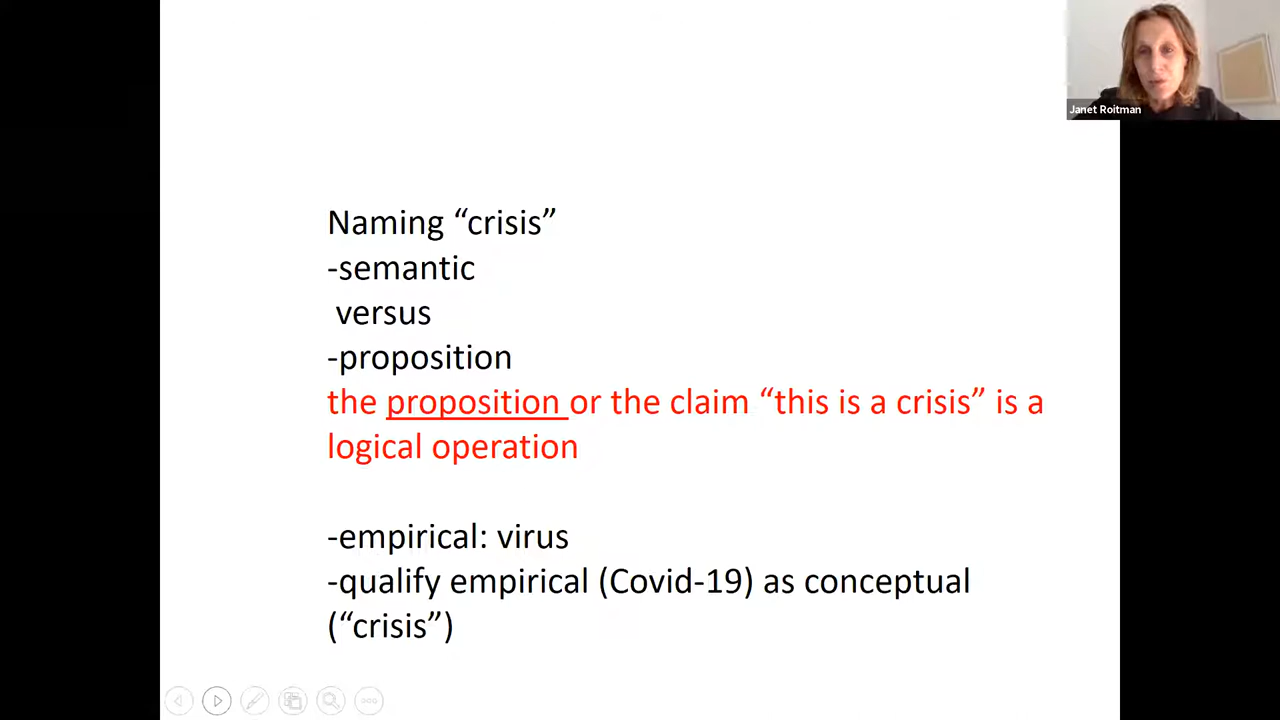 Janet Roitman
Naming “crisis”
-semantic
versus
-proposition
the proposition or the claim “this is a crisis” is a
logical operation
-empirical: virus
-qualify empirical (Covid-19) as conceptual
(“crisis”)